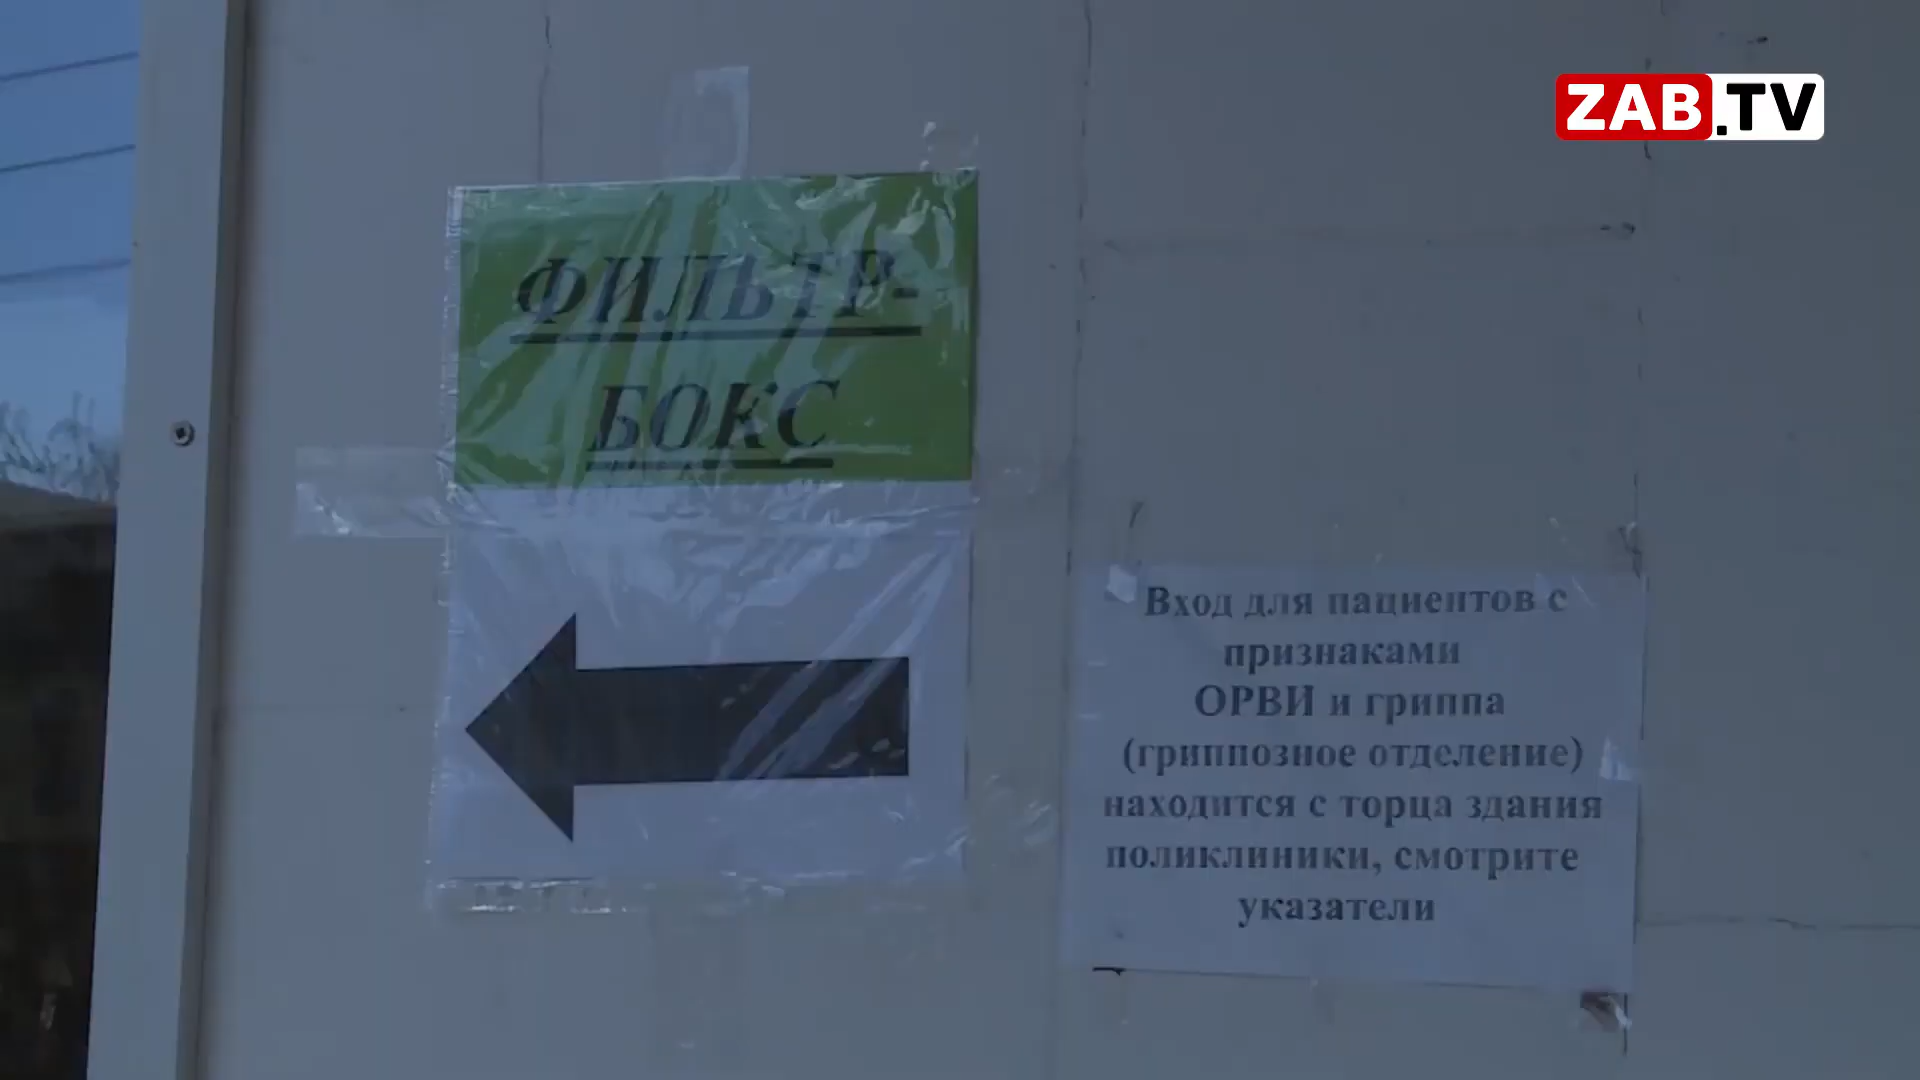 ZAB.TV
ФИЛЬТР-
БОКС
Вход для пациентов с
признаками
ОРВИ и гриппа
(гриппозное отделение)
находится с торца здания
поликлиники, смотрите
указатели